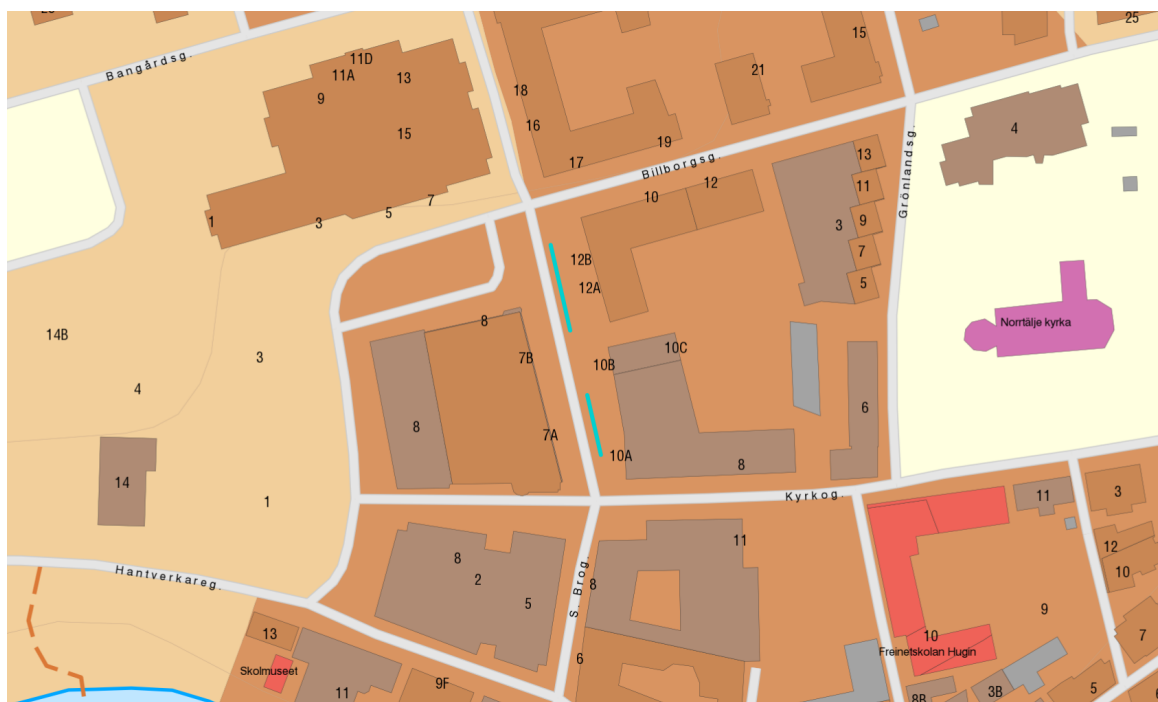 25
15
11D
Bangårdsg.
11A
13
21
9
18
4
16
15
19
13
17
Billborgsg.
Grönlandsg.
12
11
10
7
5
1
3
9
3
7
12B
5
12A
Norrtälje kyrka
8
14B
10C
7B
3
10B
4
6
8
7A
10A
8
14
3
Kyrkog.
11
1
11
12
8
Hantverkareg.
2
10
8
S. Brog.
5
9
13
10
7
Freinetskolan Hugin
6
Skolmuseet
9F
11
3B
5
8B